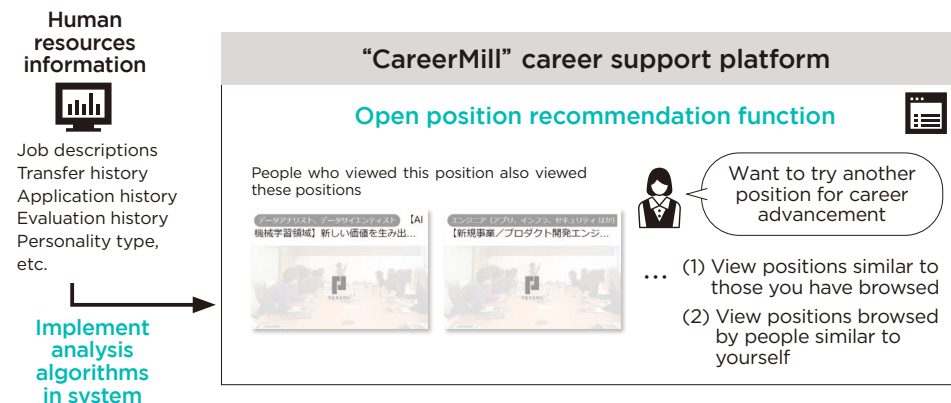 Human
resources
information
Job descriptions
Transfer history
Application history
Evaluation history
Personality type,
etc.
Implement
analysis
algorithms
in system
“CareerMill” career support platform
Open position recommendation function
People who viewed this position also viewed
these positions
データアナリスト、データサイエンティスト 【AI
機械学習領域】新しい価値を生み出...
エンジニア（アプリ、インフラ、セキュリティ ほか）
【新規事業／プロダクト開発エンジ...
PERSOL
PERSOL
Want to try another
position for career
advancement
... (1) View positions similar to
those you have browsed
(2) View positions browsed
by people similar to
yourself